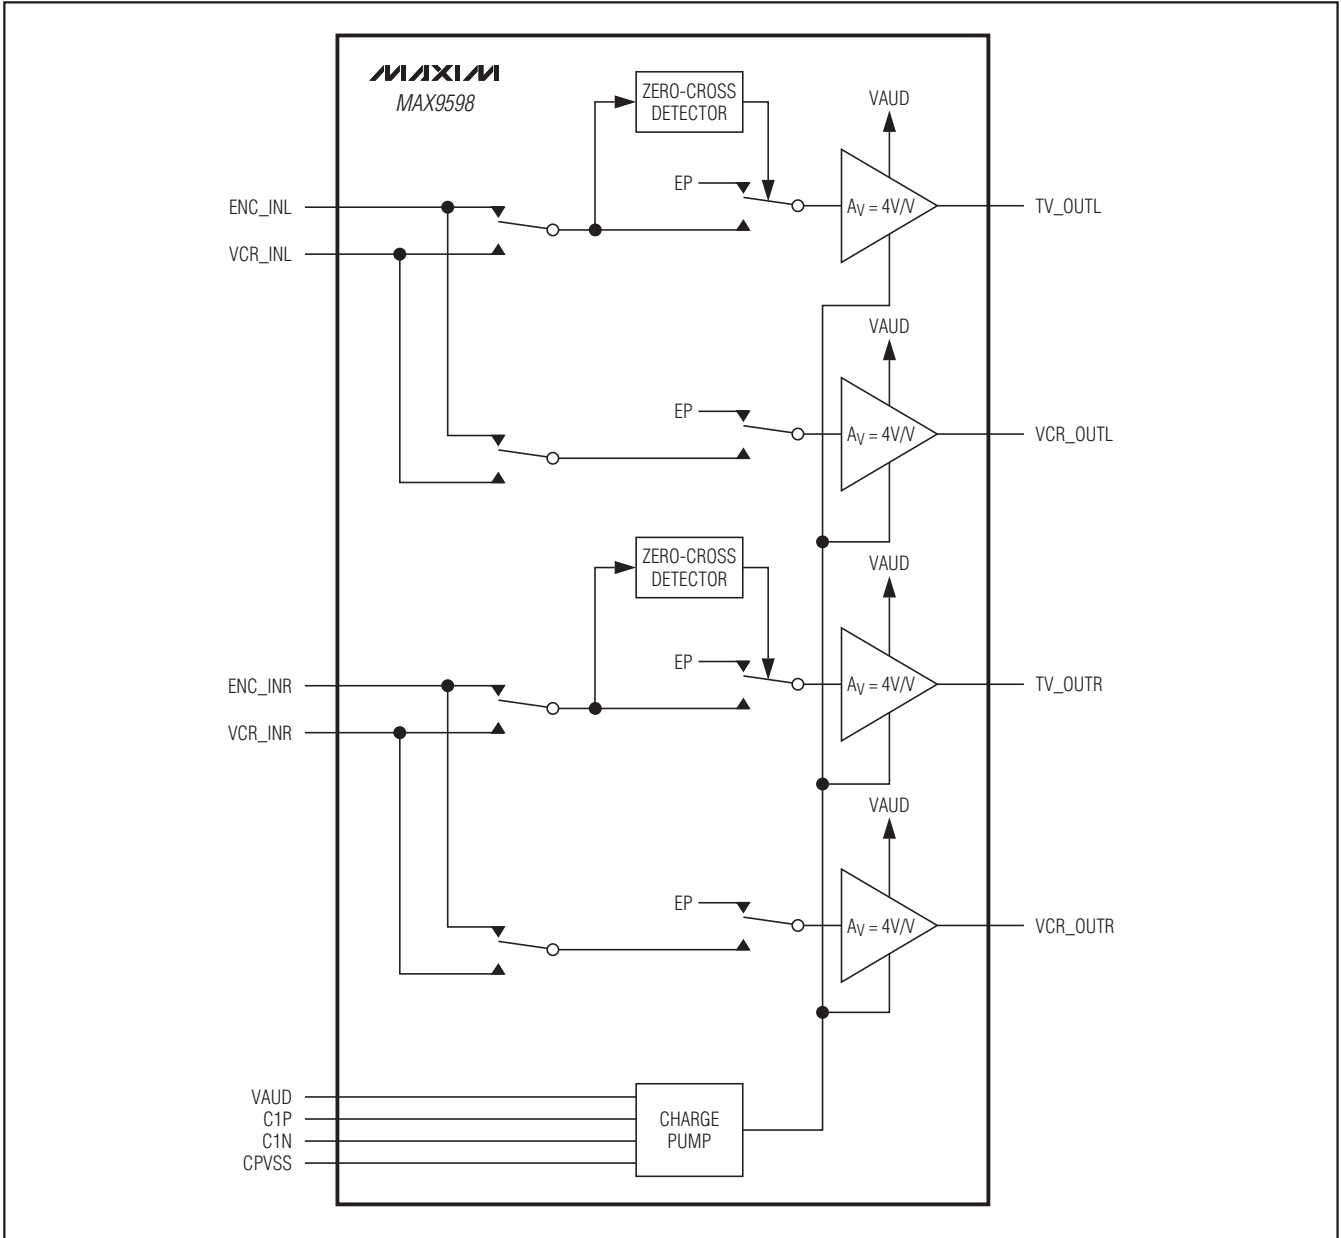 MAXIM
MAX9598
ZERO-CROSS
DETECTOR
VAUD
EP
ENC_INL
AV = 4V/V
TV_OUTL
VCR_INL
VAUD
EP
AV = 4V/V
VCR_OUTL
ZERO-CROSS
DETECTOR
VAUD
EP
ENC_INR
AV = 4V/V
TV_OUTR
VCR_INR
VAUD
EP
AV = 4V/V
VCR_OUTR
VAUD
C1P
C1N
CPVSS
CHARGE
PUMP